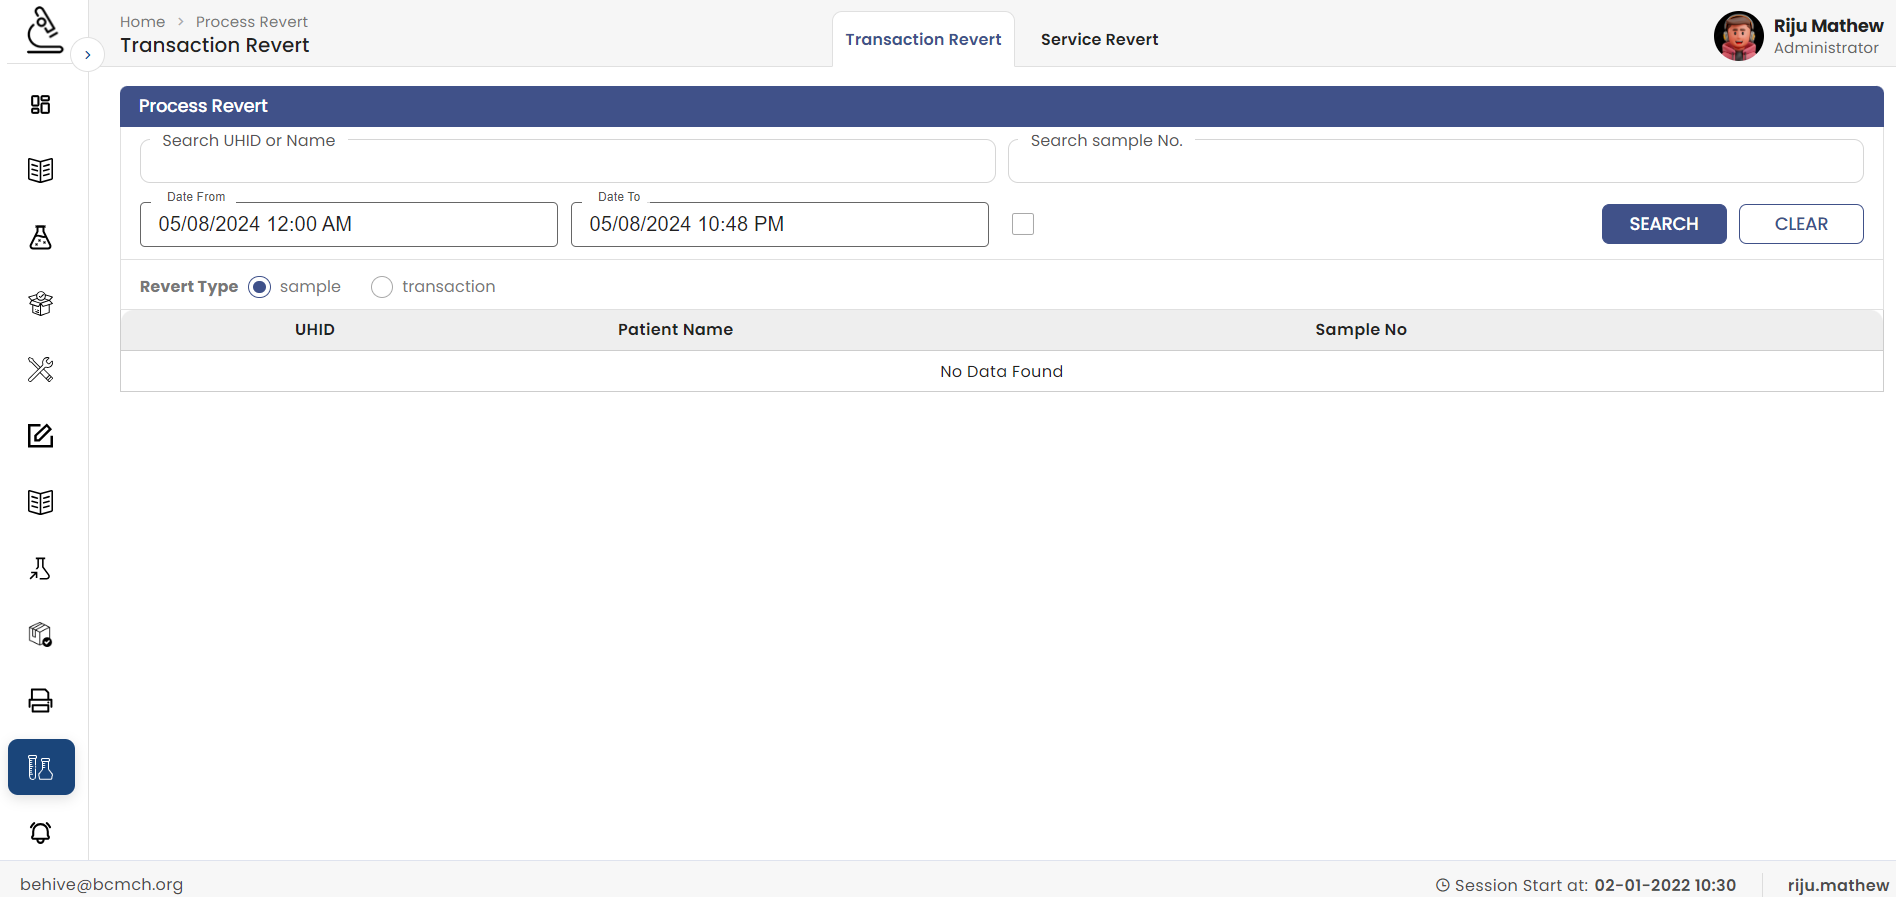 Home > Process Revert
Transaction Revert
Transaction Revert
Service Revert
Riju Mathew
Administrator
Process Revert
Search UHID or Name
Search sample No.
Date From
05/08/2024 12:00 AM
Date To
05/08/2024 10:48 PM
SEARCH
CLEAR
Revert Type sample transaction
UHID Patient Name Sample No
No Data Found
behive@bcmch.org
Session Start at: 02-01-2022 10:30
riju.mathew